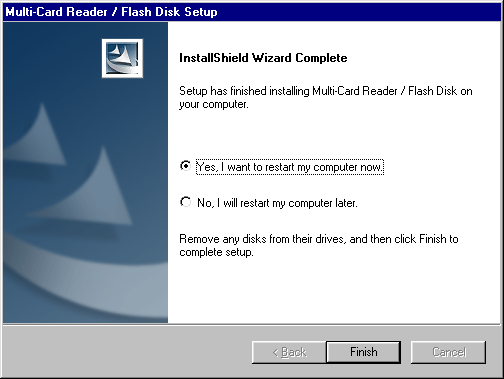 Multi-Card Reader / Flash Disk Setup
InstallShield Wizard Complete
Setup has finished installing Multi-Card Reader / Flash Disk on
your computer.
Yes, I want to restart my computer now.
No, I will restart my computer later.
Remove any disks from their drives, and then click Finish to
complete setup.
< Back
Finish
Cancel